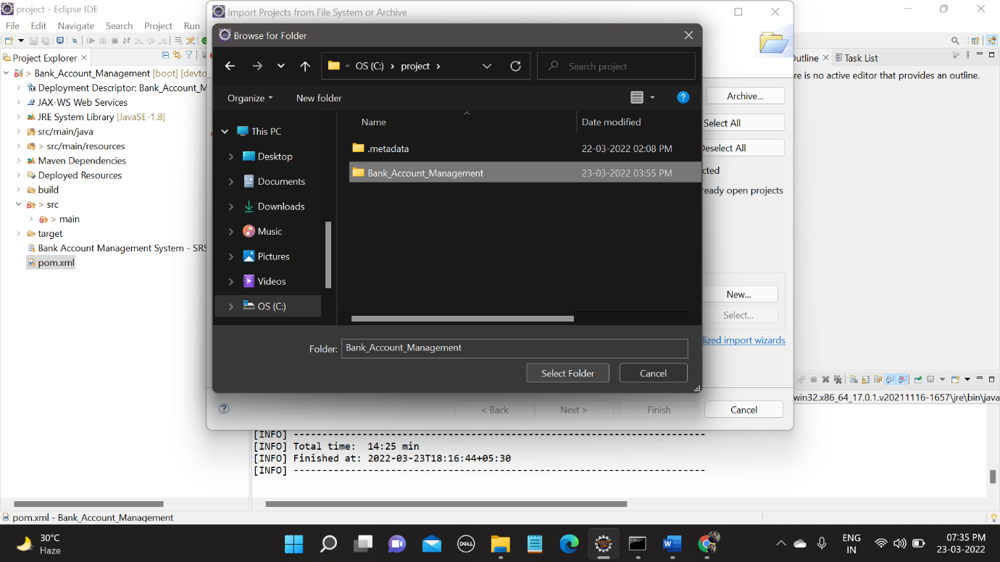 project - Eclipse IDE
File Edit Navigate Search Project Run
Project Explorer
> Bank_Account_Management [boot] [devto
Deployment Descriptor: Bank_Account_M
JAX-WS Web Services
JRE System Library [JavaSE-1.8]
src/main/java
> src/main/resources
Maven Dependencies
Deployed Resources
build
> src
> main
target
Bank Account Management System - SRS
pom.xml
Import Projects from File System or Archive
Browse for Folder
« OS (C:) › project ›
Search project
Organize
New folder
This PC
Desktop
Documents
Downloads
Music
Pictures
Videos
OS (C:)
Name Date modified
.metadata 22-03-2022 02:08 PM
Bank_Account_Management 23-03-2022 03:55 PM
Folder: Bank_Account_Management
Select Folder Cancel
Archive...
Select All
Deselect All
cted
ready open projects
New...
Select...
lized import wizards
< Back Next > Finish Cancel
Outline Task List
re is no active editor that provides an outline.
win32.x86_64_17.0.1.v20211116-1657\jre\bin\java
[INFO] ------------------------------------------------------------------------
[INFO] Total time:  14:25 min
[INFO] Finished at: 2022-03-23T18:16:44+05:30
[INFO] ------------------------------------------------------------------------
pom.xml - Bank_Account_Management
30°C
Haze
DELL
ENG
IN
07:35 PM
23-03-2022